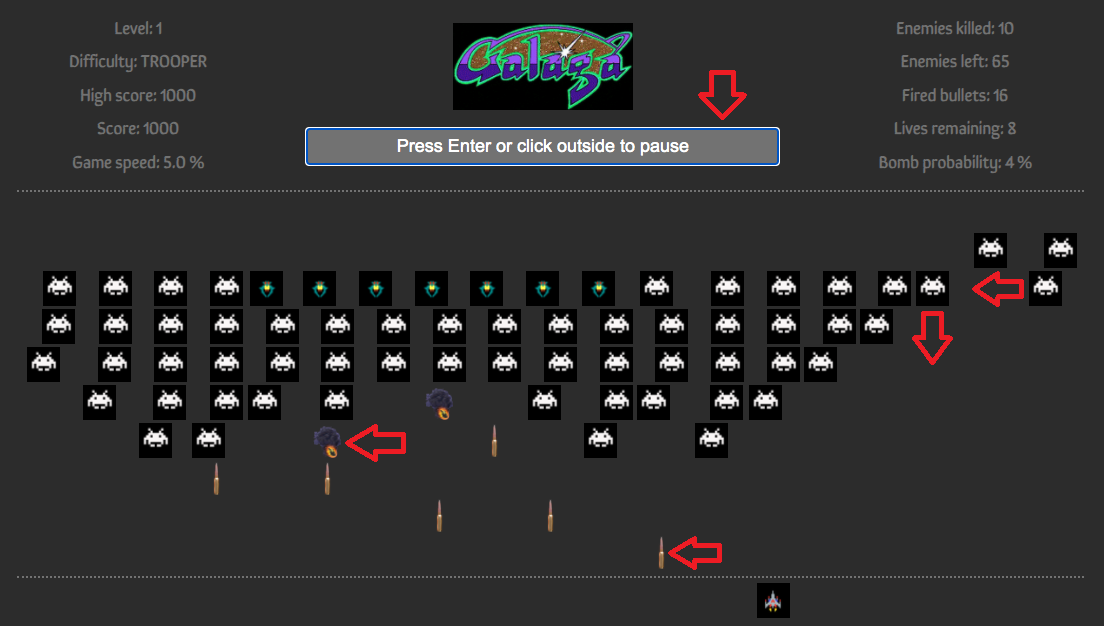 Level: 1
Difficulty: TROOPER
High score: 1000
Score: 1000
Game speed: 5.0 %
Galaga
Press Enter or click outside to pause
Enemies killed: 10
Enemies left: 65
Fired bullets: 16
Lives remaining: 8
Bomb probability: 4 %